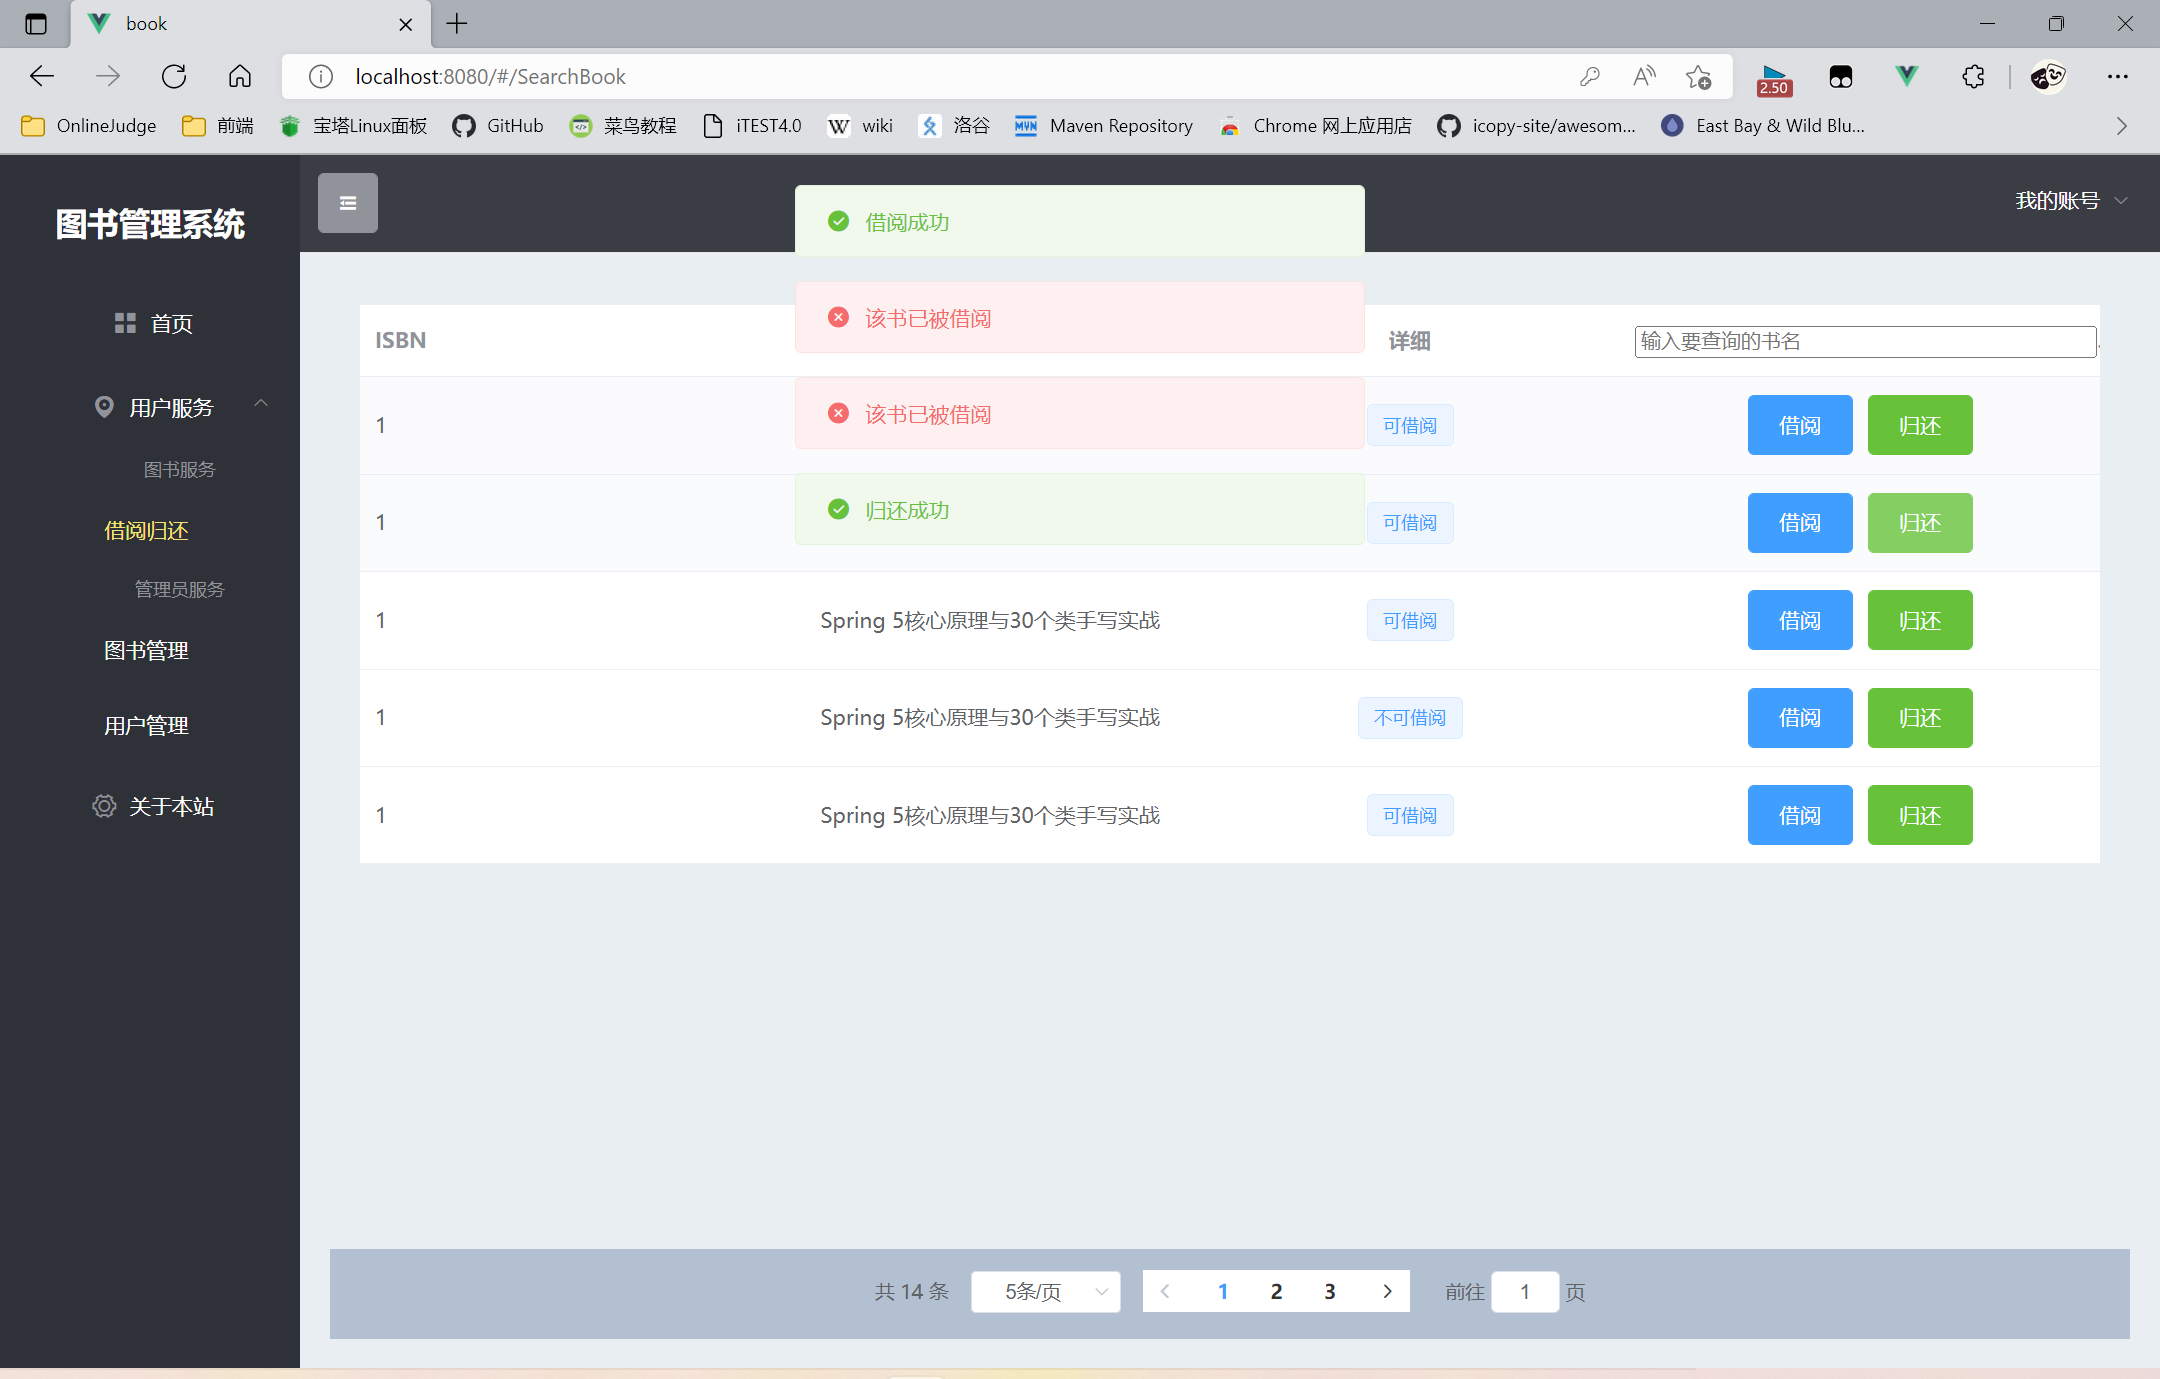 book
localhost:8080/#/SearchBook
2.50
OnlineJudge 前端 宝塔Linux面板 GitHub 菜鸟教程 iTEST4.0 wiki 洛谷 Maven Repository Chrome 网上应用店 icopy-site/awesom... East Bay & Wild Blu...
图书管理系统
首页
用户服务
图书服务
借阅归还
管理员服务
图书管理
用户管理
关于本站
我的账号
借阅成功
该书已被借阅
该书已被借阅
归还成功
ISBN 详细 输入要查询的书名
1 可借阅 借阅 归还
1 可借阅 借阅 归还
1 Spring 5核心原理与30个类手写实战 可借阅 借阅 归还
1 Spring 5核心原理与30个类手写实战 不可借阅 借阅 归还
1 Spring 5核心原理与30个类手写实战 可借阅 借阅 归还
共 14 条 5条/页 1 2 3 前往 1 页